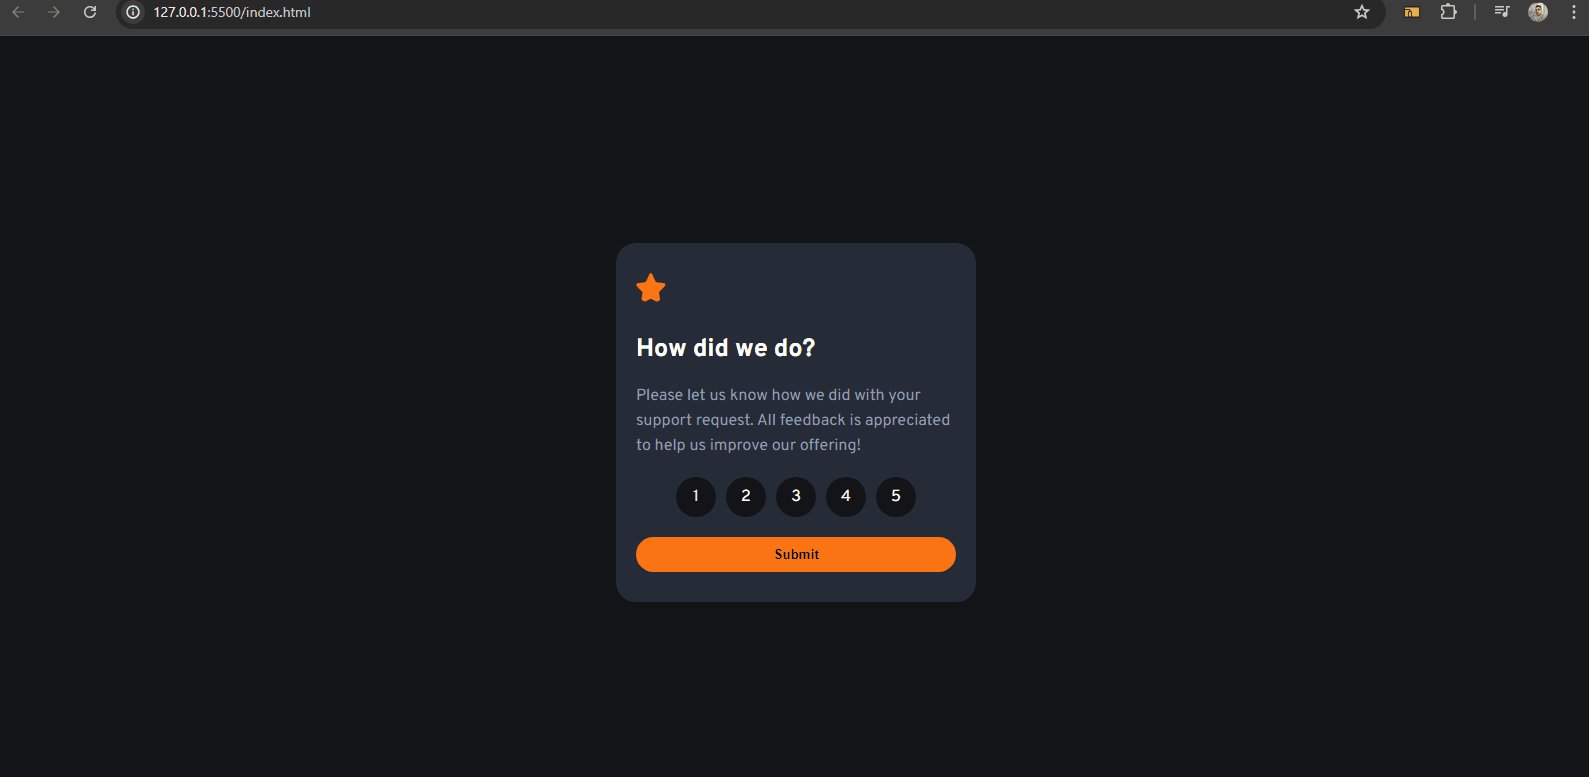 127.0.0.1:5500/index.html
How did we do?
Please let us know how we did with your
support request. All feedback is appreciated
to help us improve our offering!
1 2 3 4 5
Submit